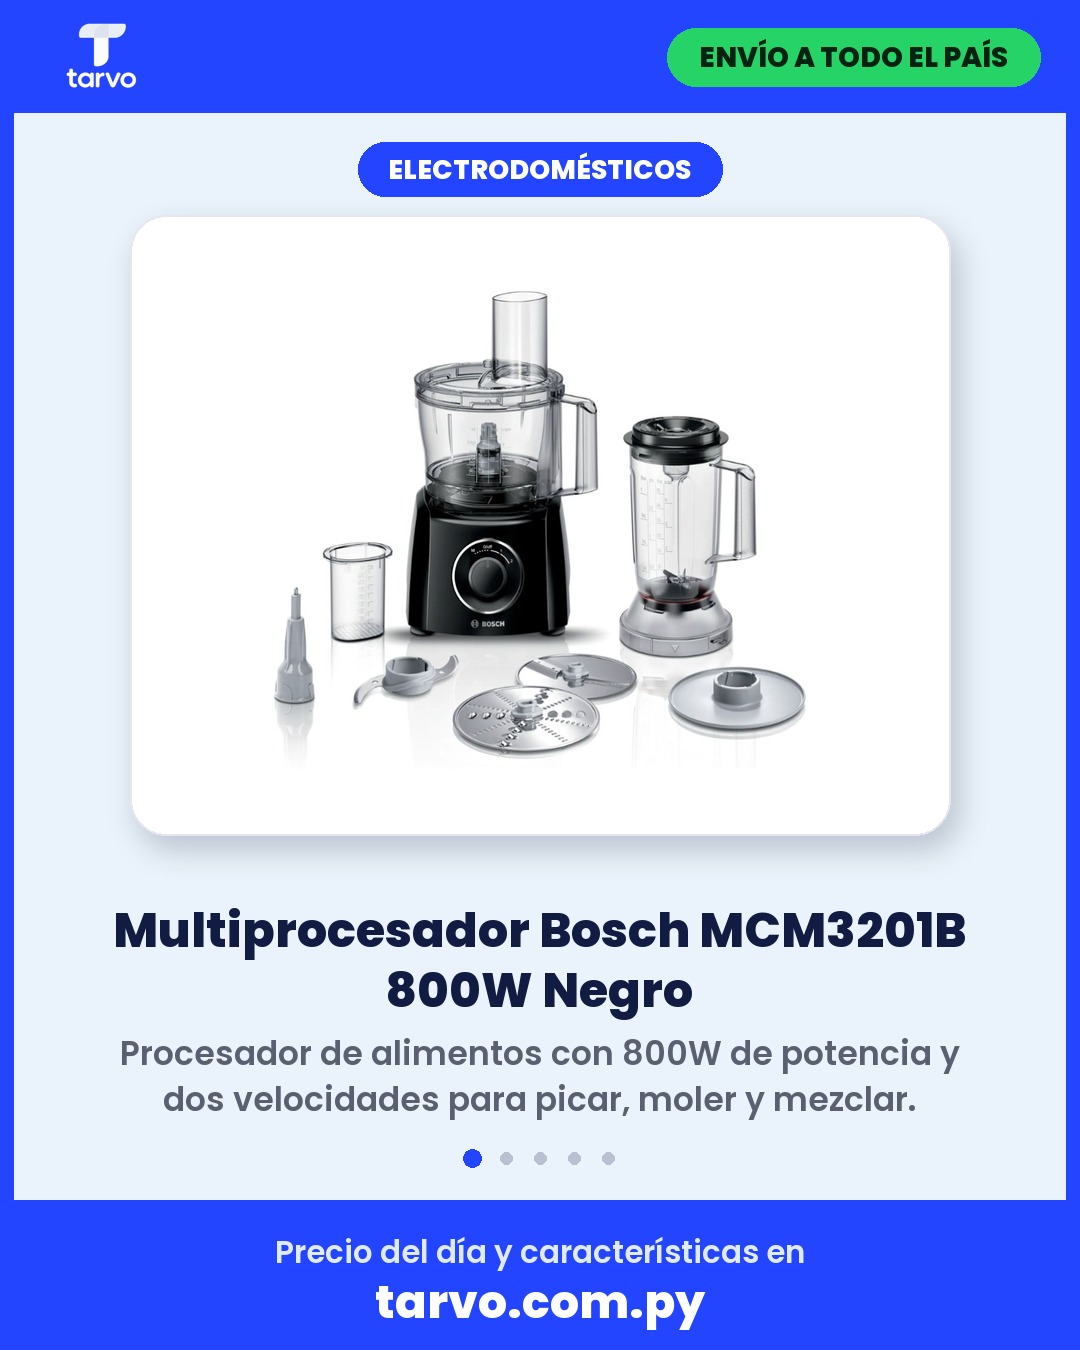 tarvo
ENVÍO A TODO EL PAÍS
ELECTRODOMÉSTICOS
BOSCH
Multiprocesador Bosch MCM3201B
800W Negro
Procesador de alimentos con 800W de potencia y
dos velocidades para picar, moler y mezclar.
Precio del día y características en
tarvo.com.py